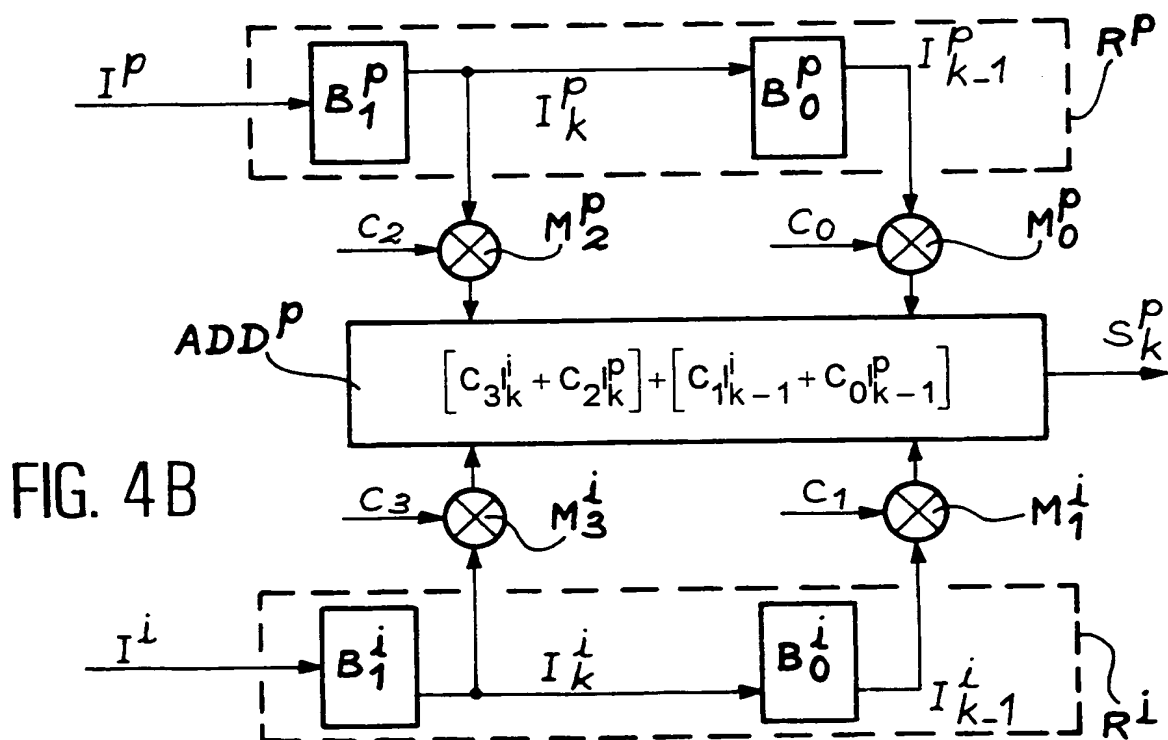 I^p
B_1^p
I_k^p
B_0^p
I_{k-1}^p
R^p
C_2
M_2^p
C_0
M_0^p
ADD^p
[C_3I_k^i + C_2I_k^p] + [C_1I_{k-1}^i + C_0I_{k-1}^p]
S_k^p
FIG. 4B
C_3
M_3^i
C_1
M_1^i
I^i
B_1^i
I_k^i
B_0^i
I_{k-1}^i
R^i